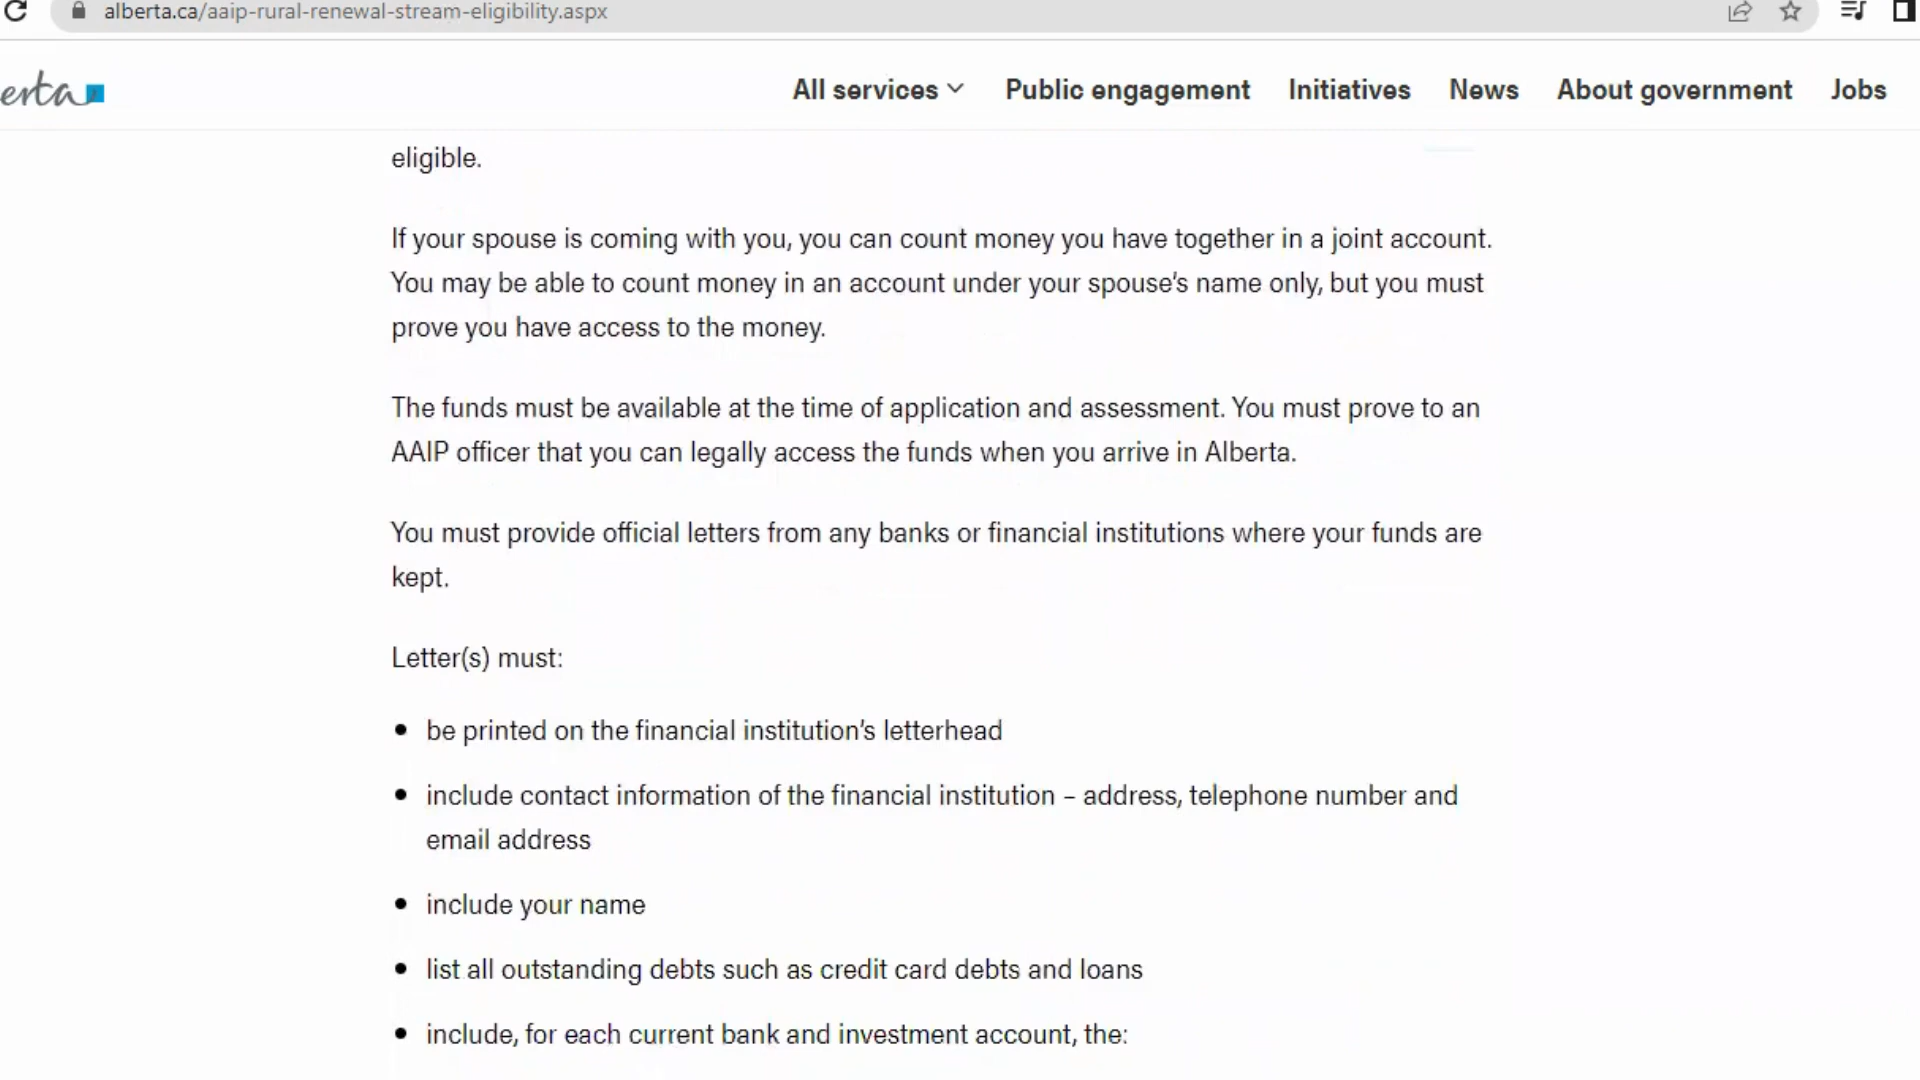 alberta.ca/aaip-rural-renewal-stream-eligibility.aspx
erta
All services Public engagement Initiatives News About government Jobs
eligible.
If your spouse is coming with you, you can count money you have together in a joint account.
You may be able to count money in an account under your spouse’s name only, but you must
prove you have access to the money.
The funds must be available at the time of application and assessment. You must prove to an
AAIP officer that you can legally access the funds when you arrive in Alberta.
You must provide official letters from any banks or financial institutions where your funds are
kept.
Letter(s) must:
• be printed on the financial institution’s letterhead
• include contact information of the financial institution – address, telephone number and
email address
• include your name
• list all outstanding debts such as credit card debts and loans
• include, for each current bank and investment account, the: